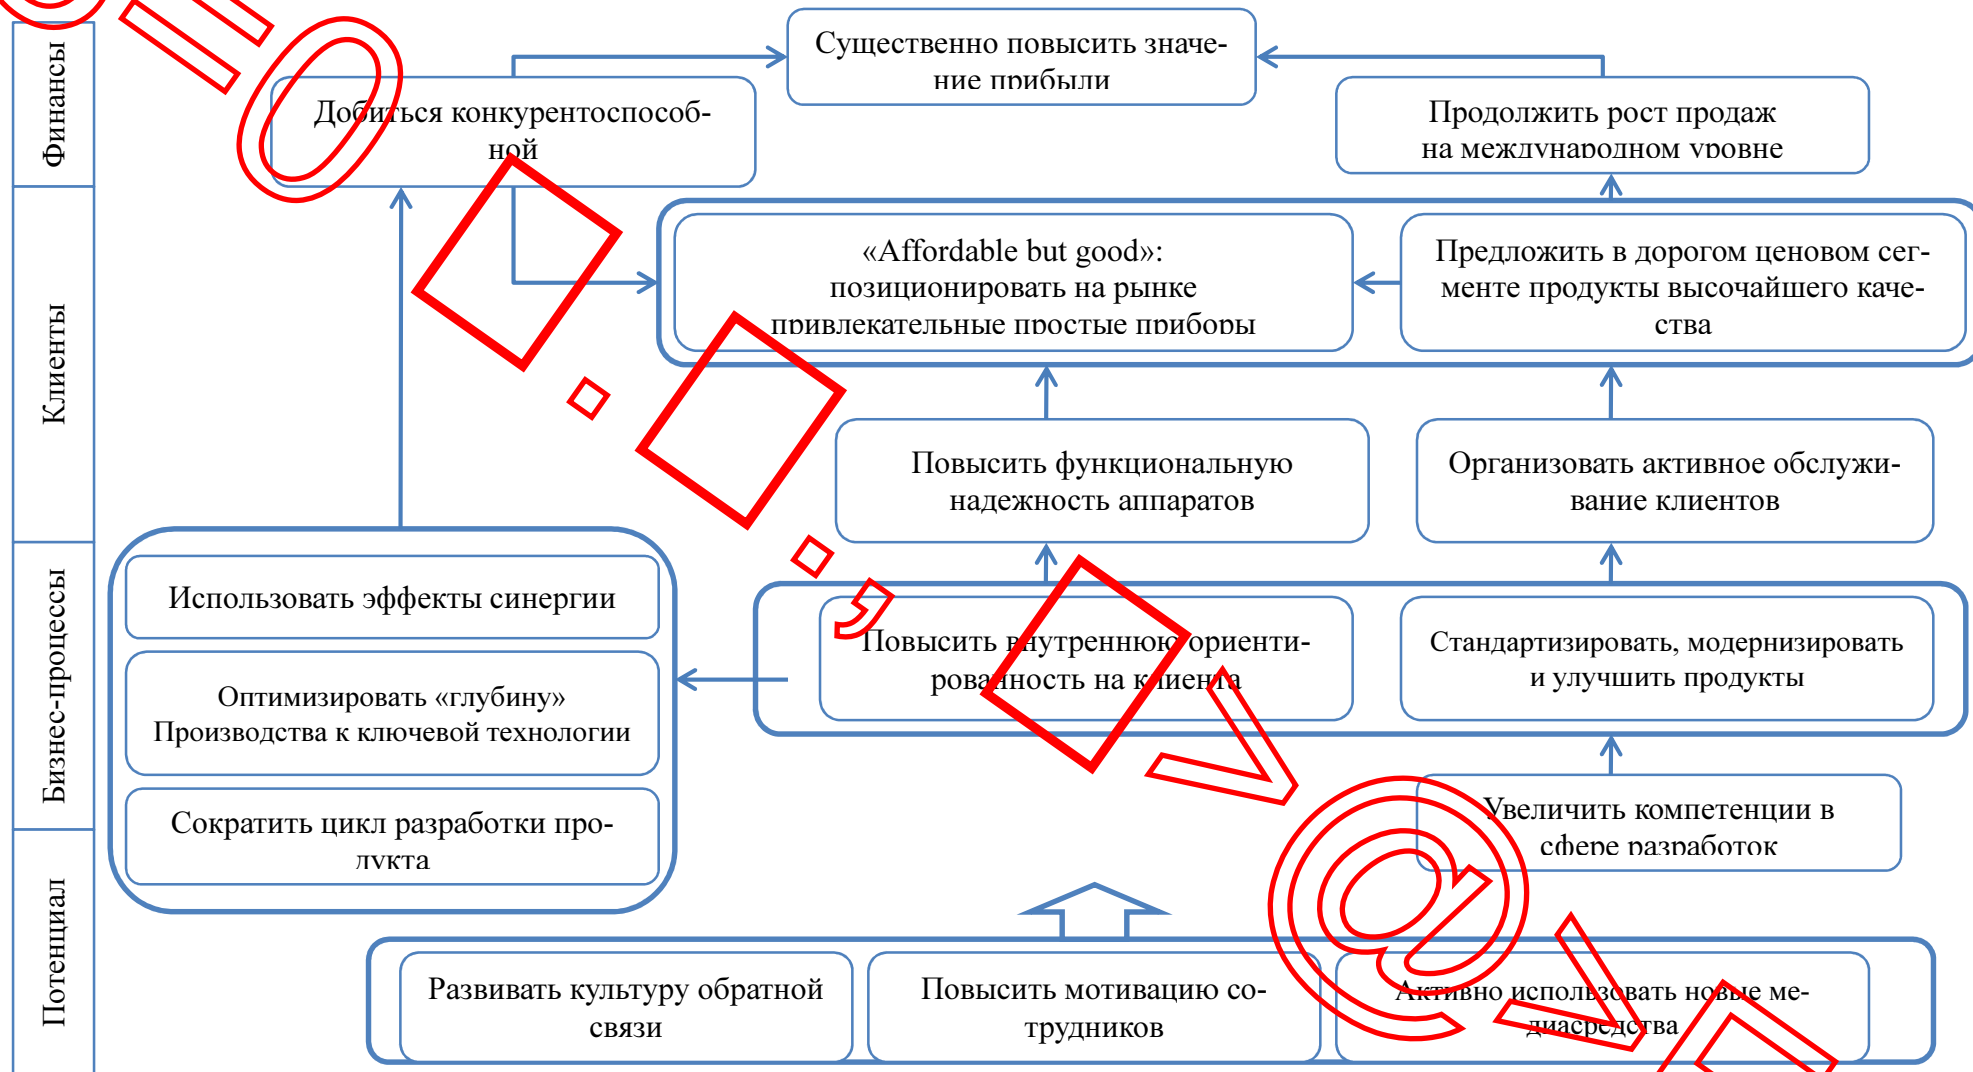 Финансы
Существенно повысить значе-
ние прибыли
Добиться конкурентоспособ-
ной
Продолжить рост продаж
на международном уровне
Клиенты
«Affordable but good»:
позиционировать на рынке
привлекательные простые приборы
Предложить в дорогом ценовом сег-
менте продукты высочайшего каче-
ства
Повысить функциональную
надежность аппаратов
Организовать активное обслужи-
вание клиентов
Бизнес-процессы
Использовать эффекты синергии
Оптимизировать «глубину»
Производства к ключевой технологии
Сократить цикл разработки про-
дукта
Повысить внутреннюю ориенти-
рованность на клиента
Стандартизировать, модернизировать
и улучшить продукты
Увеличить компетенции в
сфере разработок
Потенциал
Развивать культуру обратной
связи
Повысить мотивацию со-
трудников
Активно использовать новые ме-
диасредства